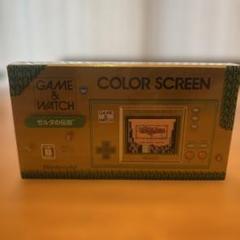 GAME
&
WATCH
COLOR SCREEN
ゼルダの伝説
Nintendo